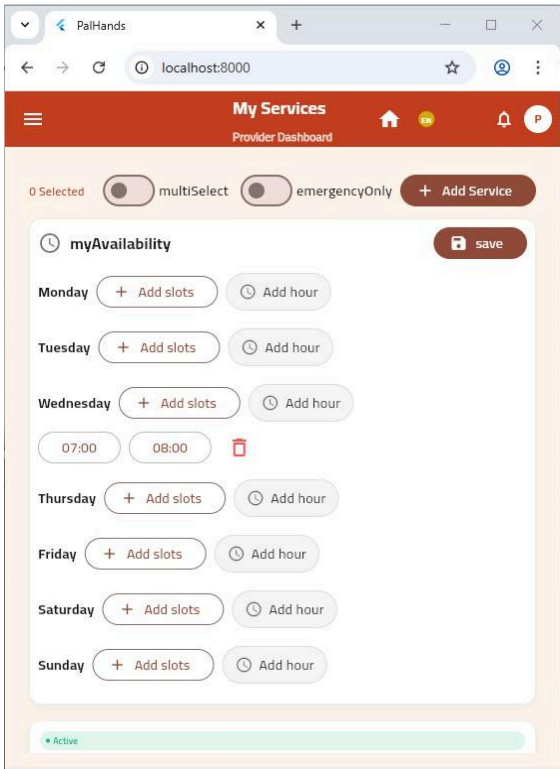 PalHands
localhost:8000
My Services
Provider Dashboard
EN
P
0 Selected multiSelect emergencyOnly + Add Service
myAvailability save
Monday + Add slots Add hour
Tuesday + Add slots Add hour
Wednesday + Add slots Add hour
07:00 08:00
Thursday + Add slots Add hour
Friday + Add slots Add hour
Saturday + Add slots Add hour
Sunday + Add slots Add hour
Active